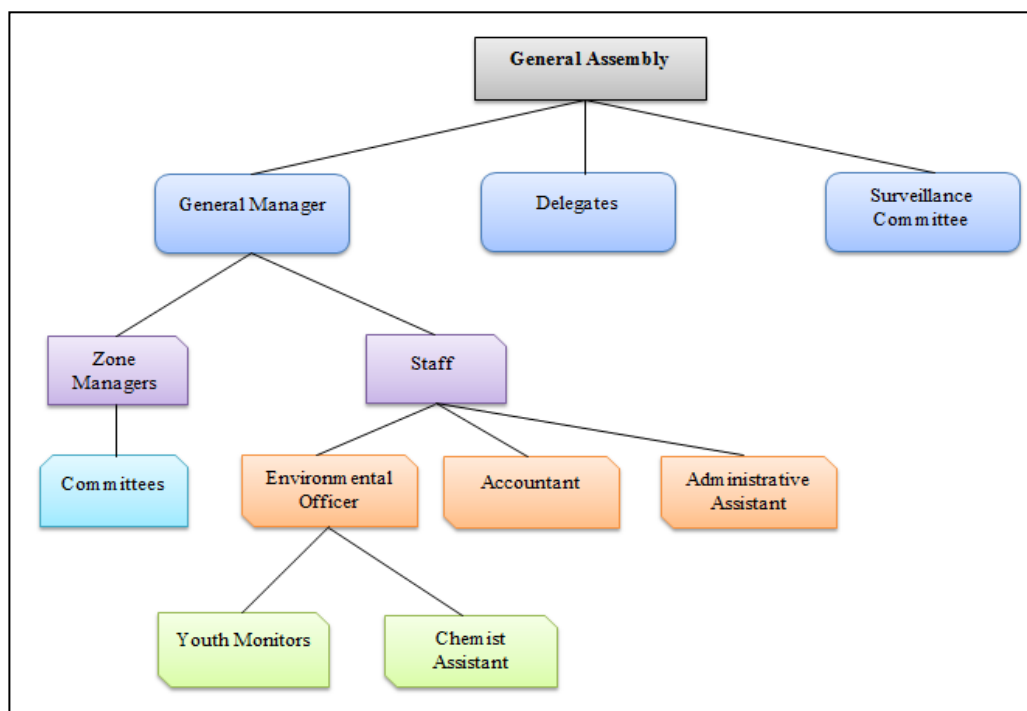 General Assembly
General Manager
Delegates
Surveillance
Committee
Zone
Managers
Staff
Committees
Environmental
Officer
Accountant
Administrative
Assistant
Youth Monitors
Chemist
Assistant